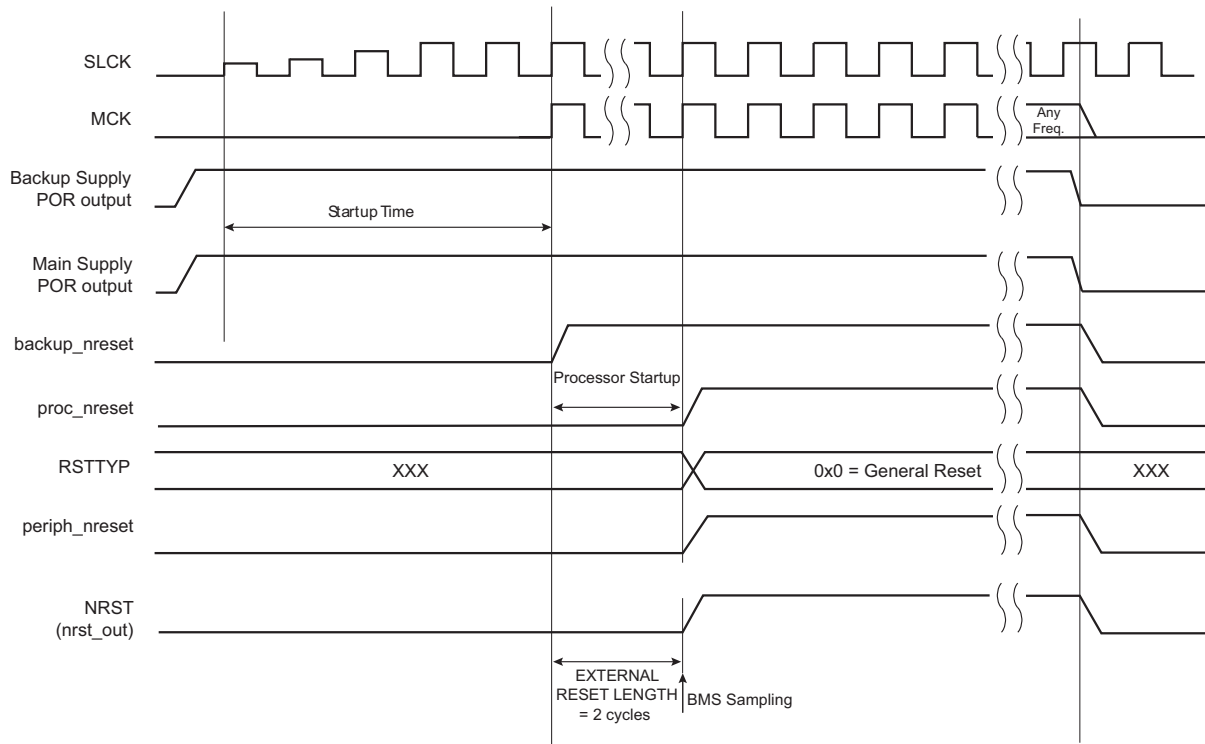 SLCK
MCK
Any
Freq.
Backup Supply
POR output
Startup Time
Main Supply
POR output
backup_nreset
Processor Startup
proc_nreset
RSTTYP
XXX
0x0 = General Reset
XXX
periph_nreset
NRST
(nrst_out)
EXTERNAL
RESET LENGTH
= 2 cycles
BMS Sampling